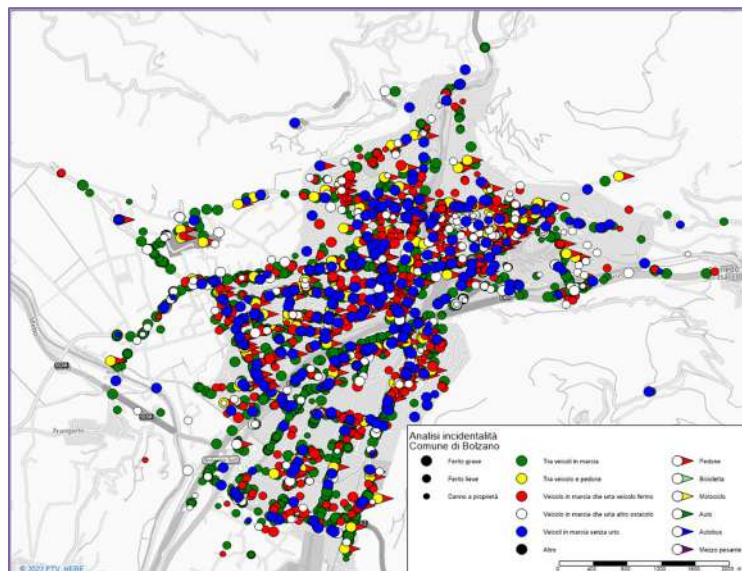 Frangarto
Analisi incidentalità
Comune di Bolzano
Ferito grave
Ferito lieve
Danno a proprietà
Tra veicoli in marcia
Tra veicolo e pedone
Veicolo in marcia che urta veicolo fermo
Veicolo in marcia che urta altro ostacolo
Veicoli in marcia senza urto
Altro
Pedone
Bicicletta
Motociclo
Auto
Autobus
Mezzo pesante
© 2022 PTV, HERE